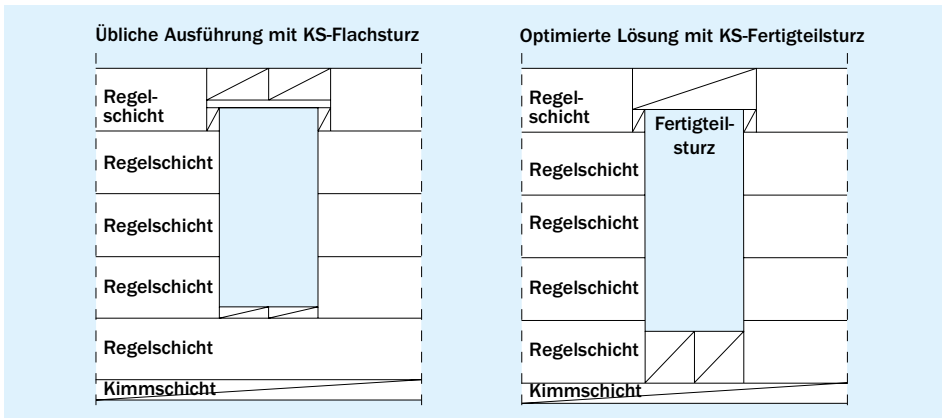 Übliche Ausführung mit KS-Flachsturz
Regel-
schicht
Regelschicht
Regelschicht
Regelschicht
Regelschicht
Kimmschicht
Optimierte Lösung mit KS-Fertigteilsturz
Regel-
schicht
Fertigteil-
sturz
Regelschicht
Regelschicht
Regelschicht
Regelschicht
Kimmschicht